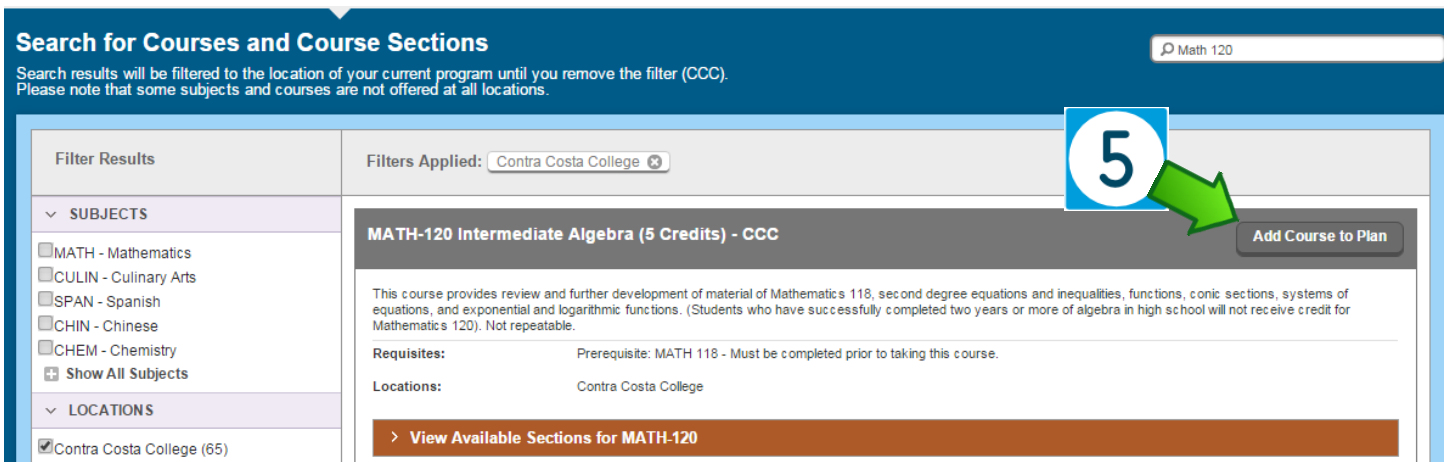 Search for Courses and Course Sections
Search results will be filtered to the location of your current program until you remove the filter (CCC).
Please note that some subjects and courses are not offered at all locations.
Math 120
Filter Results
Filters Applied: Contra Costa College
5
SUBJECTS
MATH - Mathematics
CULIN - Culinary Arts
SPAN - Spanish
CHIN - Chinese
CHEM - Chemistry
Show All Subjects
LOCATIONS
Contra Costa College (65)
MATH-120 Intermediate Algebra (5 Credits) - CCC
Add Course to Plan
This course provides review and further development of material of Mathematics 118, second degree equations and inequalities, functions, conic sections, systems of
equations, and exponential and logarithmic functions. (Students who have successfully completed two years or more of algebra in high school will not receive credit for
Mathematics 120). Not repeatable.
Requisites: Prerequisite: MATH 118 - Must be completed prior to taking this course.
Locations: Contra Costa College
View Available Sections for MATH-120